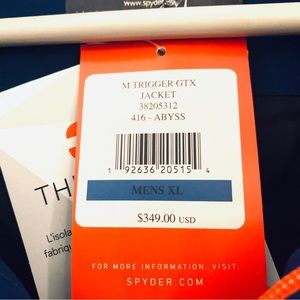 www.spyder.com
M TRIGGER GTX
JACKET
38205312
416 - ABYSS
1 92636 20515 4
MENS XL
$349.00 USD
FOR MORE INFORMATION, VISIT:
SPYDER.COM
TH
L'isola
fabriq